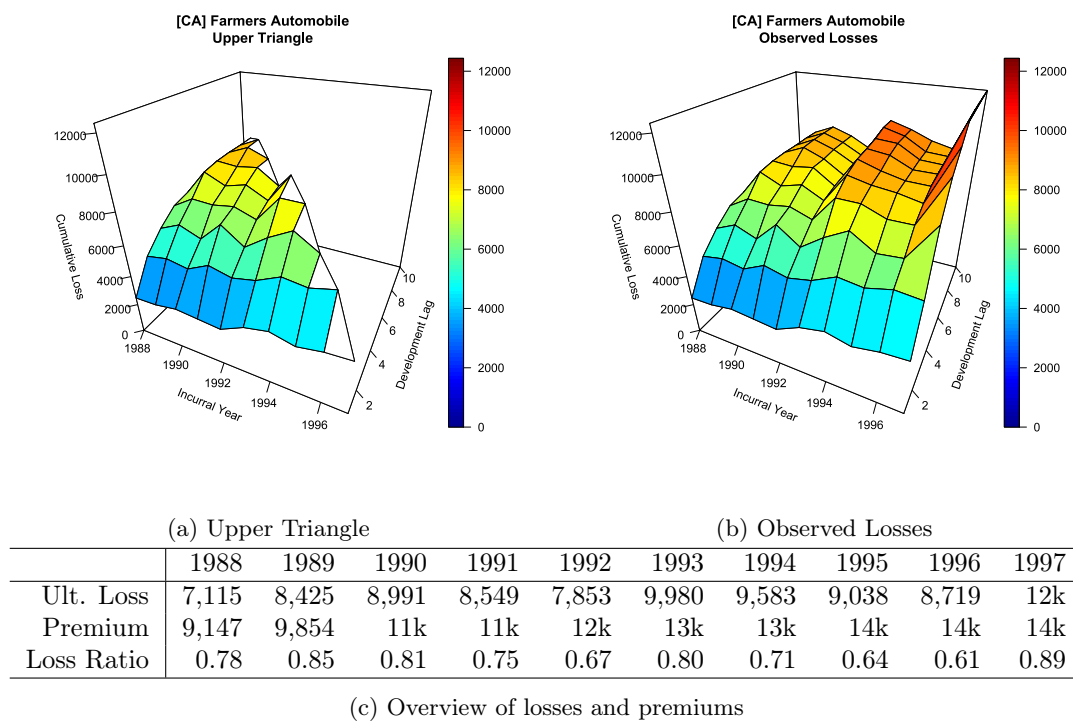 [CA] Farmers Automobile
Upper Triangle
12000
10000
8000
6000
4000
2000
0
Cumulative Loss
1988
1990
1992
1994
1996
Incurral Year
2
4
6
8
10
Development Lag
12000
10000
8000
6000
4000
2000
0
[CA] Farmers Automobile
Observed Losses
12000
10000
8000
6000
4000
2000
0
Cumulative Loss
1988
1990
1992
1994
1996
Incurral Year
2
4
6
8
10
Development Lag
12000
10000
8000
6000
4000
2000
0
(a) Upper Triangle
(b) Observed Losses
1988 1989 1990 1991 1992 1993 1994 1995 1996 1997
Ult. Loss 7,115 8,425 8,991 8,549 7,853 9,980 9,583 9,038 8,719 12k
Premium 9,147 9,854 11k 11k 12k 13k 13k 14k 14k 14k
Loss Ratio 0.78 0.85 0.81 0.75 0.67 0.80 0.71 0.64 0.61 0.89
(c) Overview of losses and premiums